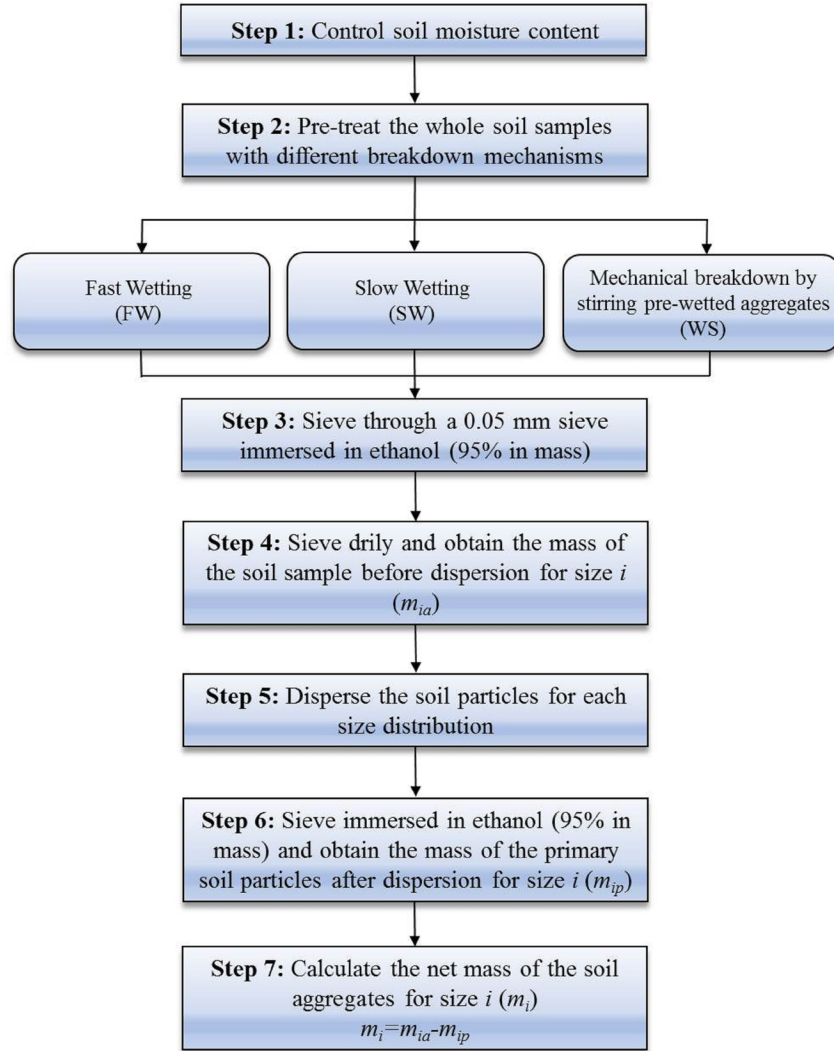 Step 1: Control soil moisture content
Step 2: Pre-treat the whole soil samples
with different breakdown mechanisms
Fast Wetting
(FW)
Slow Wetting
(SW)
Mechanical breakdown by
stirring pre-wetted aggregates
(WS)
Step 3: Sieve through a 0.05 mm sieve
immersed in ethanol (95% in mass)
Step 4: Sieve drily and obtain the mass of
the soil sample before dispersion for size i
(mia)
Step 5: Disperse the soil particles for each
size distribution
Step 6: Sieve immersed in ethanol (95% in
mass) and obtain the mass of the primary
soil particles after dispersion for size i (mip)
Step 7: Calculate the net mass of the soil
aggregates for size i (mi)
mi=mia-mip